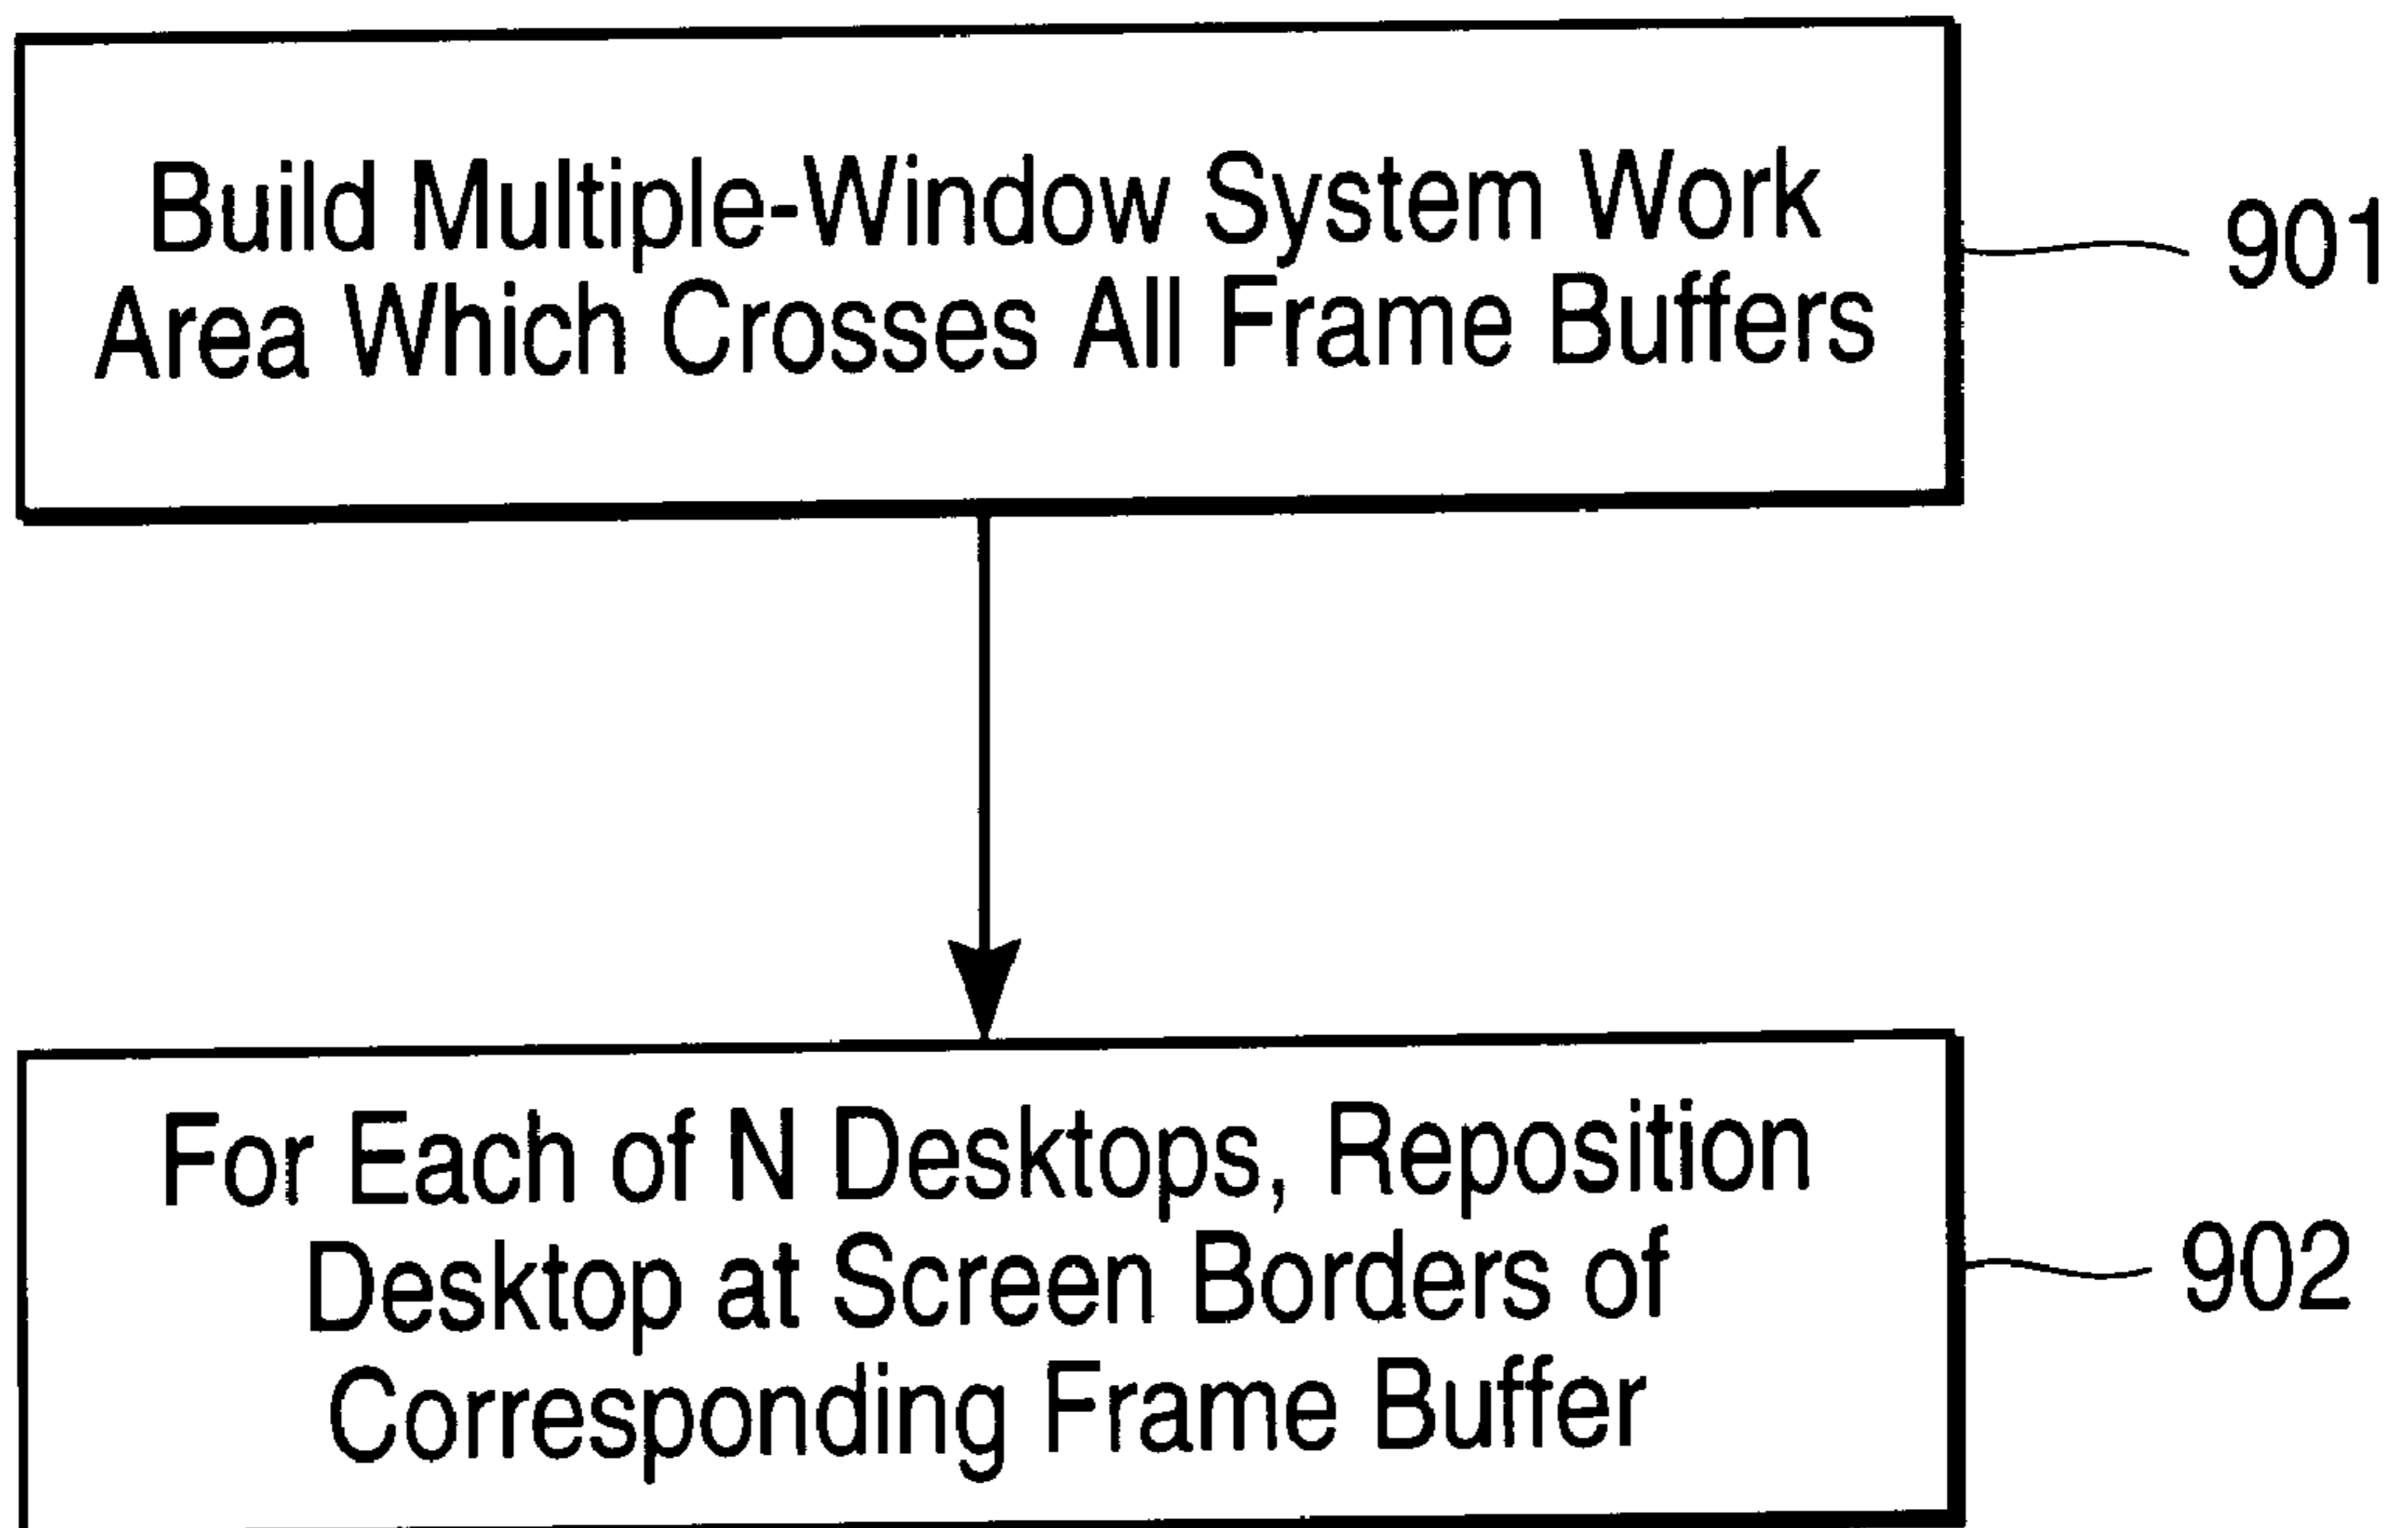 Build Multiple-Window System Work
Area Which Crosses All Frame Buffers
901
For Each of N Desktops, Reposition
Desktop at Screen Borders of
Corresponding Frame Buffer
902